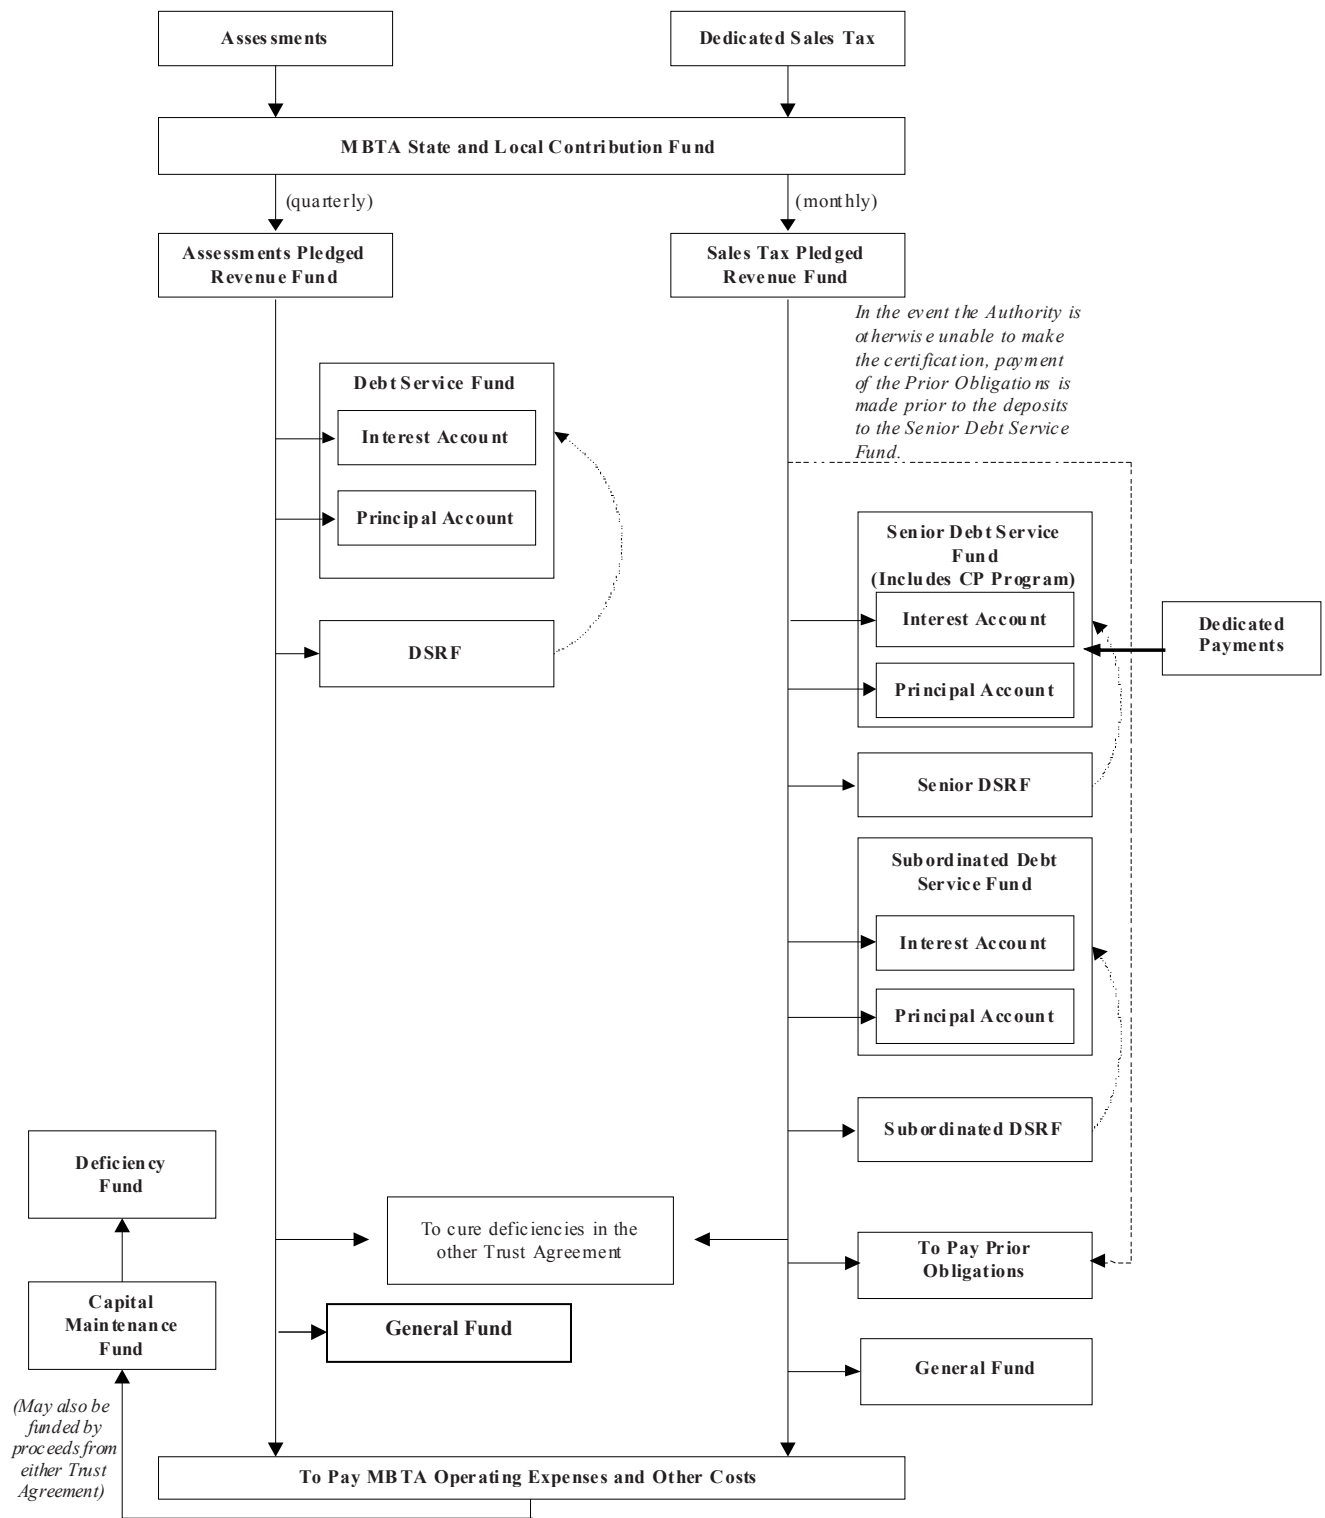 Assessments
Dedicated Sales Tax
MBTA State and Local Contribution Fund
(quarterly)
(monthly)
Assessments Pledged
Revenue Fund
Sales Tax Pledged
Revenue Fund
In the event the Authority is
otherwise unable to make
the certification, payment
of the Prior Obligations is
made prior to the deposits
to the Senior Debt Service
Fund.
Debt Service Fund
Interest Account
Principal Account
DSRF
Senior Debt Service
Fund
(Includes CP Program)
Interest Account
Principal Account
Dedicated
Payments
Senior DSRF
Subordinated Debt
Service Fund
Interest Account
Principal Account
Subordinated DSRF
Deficiency
Fund
To cure deficiencies in the
other Trust Agreement
To Pay Prior
Obligations
Capital
Maintenance
Fund
General Fund
General Fund
(May also be
funded by
proceeds from
either Trust
Agreement)
To Pay MBTA Operating Expenses and Other Costs